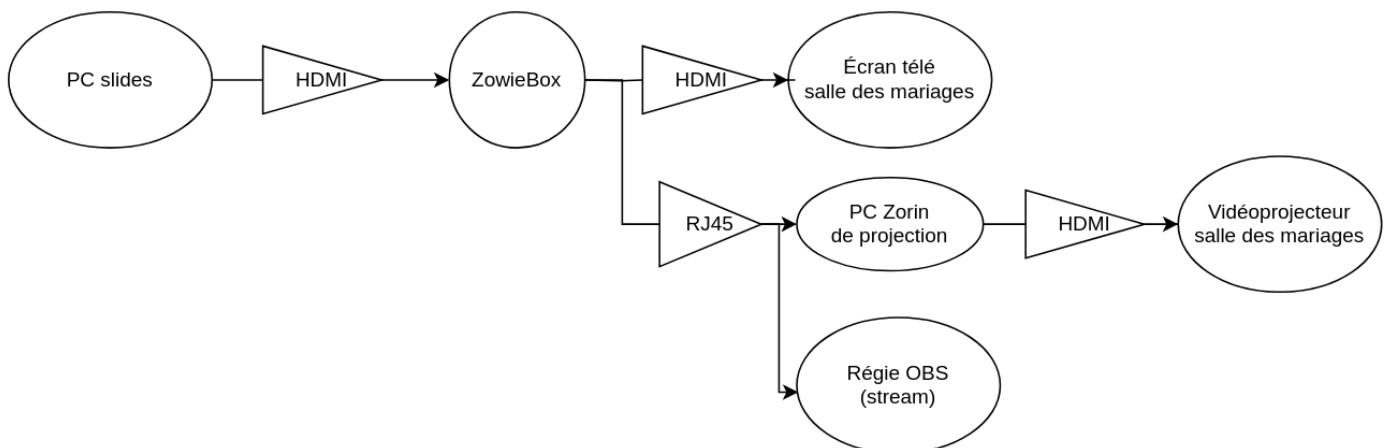 PC slides
HDMI
ZowieBox
HDMI
Écran télé
salle des mariages
RJ45
PC Zorin
de projection
HDMI
Vidéoprojecteur
salle des mariages
Régie OBS
(stream)